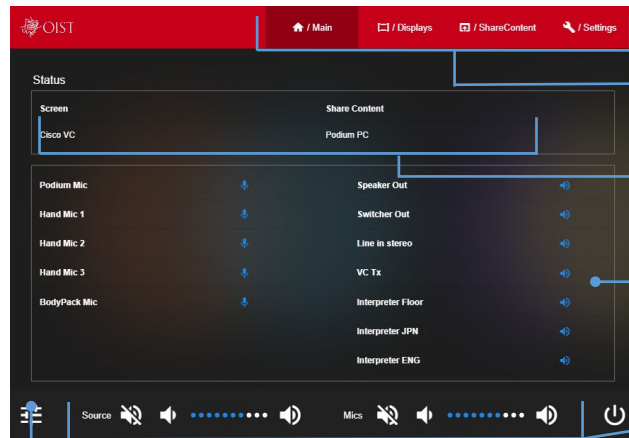 OIST
/ Main
/ Displays
/ ShareContent
/ Settings
Status
Screen Share Content
Cisco VC Podium PC
Podium Mic Speaker Out
Hand Mic 1 Switcher Out
Hand Mic 2 Line in stereo
Hand Mic 3 VC Tx
BodyPack Mic Interpreter Floor
Interpreter JPN
Interpreter ENG
Source Mics